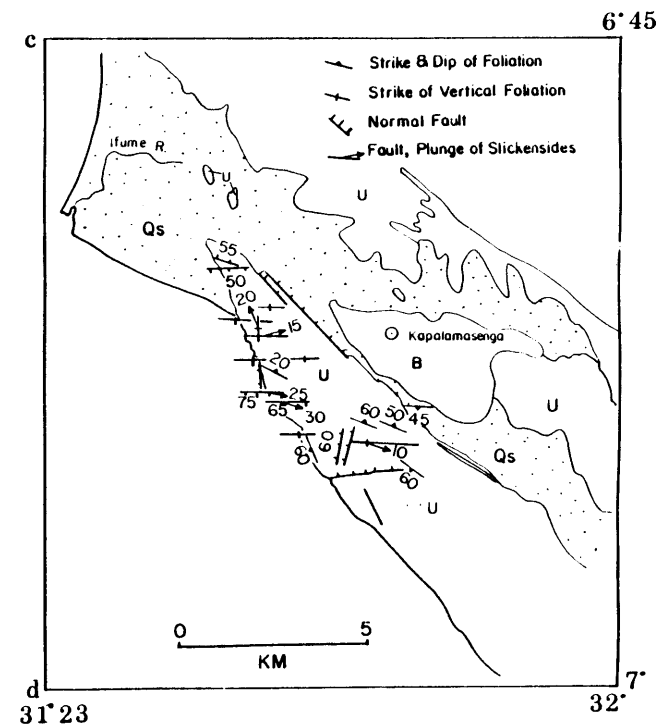 6°45
c
Strike & Dip of Foliation
Strike of Vertical Foliation
Normal Fault
Fault, Plunge of Slickensides
Ifume R.
U
U
Qs
55
50
20
15
Kapalamasenga
B
20
U
U
75
65
25
30
60
50
45
60
60
10
60
Qs
U
0 5
KM
d
7°
31°23
32°